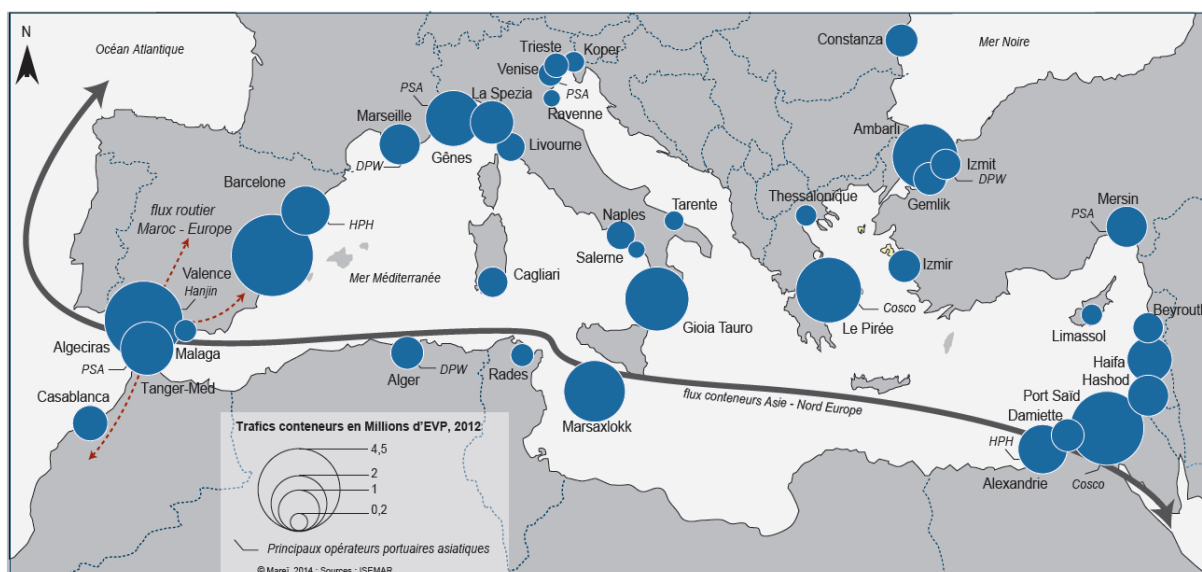 N
Océan Atlantique
Mer Noire
Constanza
Trieste
Koper
Venise
PSA
Ravenne
PSA
La Spezia
Marseille
Gênes
Livourne
DPW
Ambarli
Izmit
DPW
Gemlik
Barcelone
HPH
flux routier
Maroc - Europe
Valence
Hanjin
Mer Méditerranée
Cagliari
Naples
Salerne
Tarente
Thessalonique
Mersin
PSA
Izmir
Gioia Tauro
Cosco
Le Pirée
Limassol
Beyrouth
Haifa
Hashod
Port Saïd
Damiette
HPH
Alexandrie
Cosco
Algeciras
Malaga
PSA
Tanger-Med
Casablanca
Alger
DPW
Rades
Marsaxlokk
flux conteneurs Asie - Nord Europe
Trafics conteneurs en Millions d'EVP, 2012
4,5
2
1
0,2
Principaux opérateurs portuaires asiatiques
© Mareï, 2014 ; Sources : ISEMAR